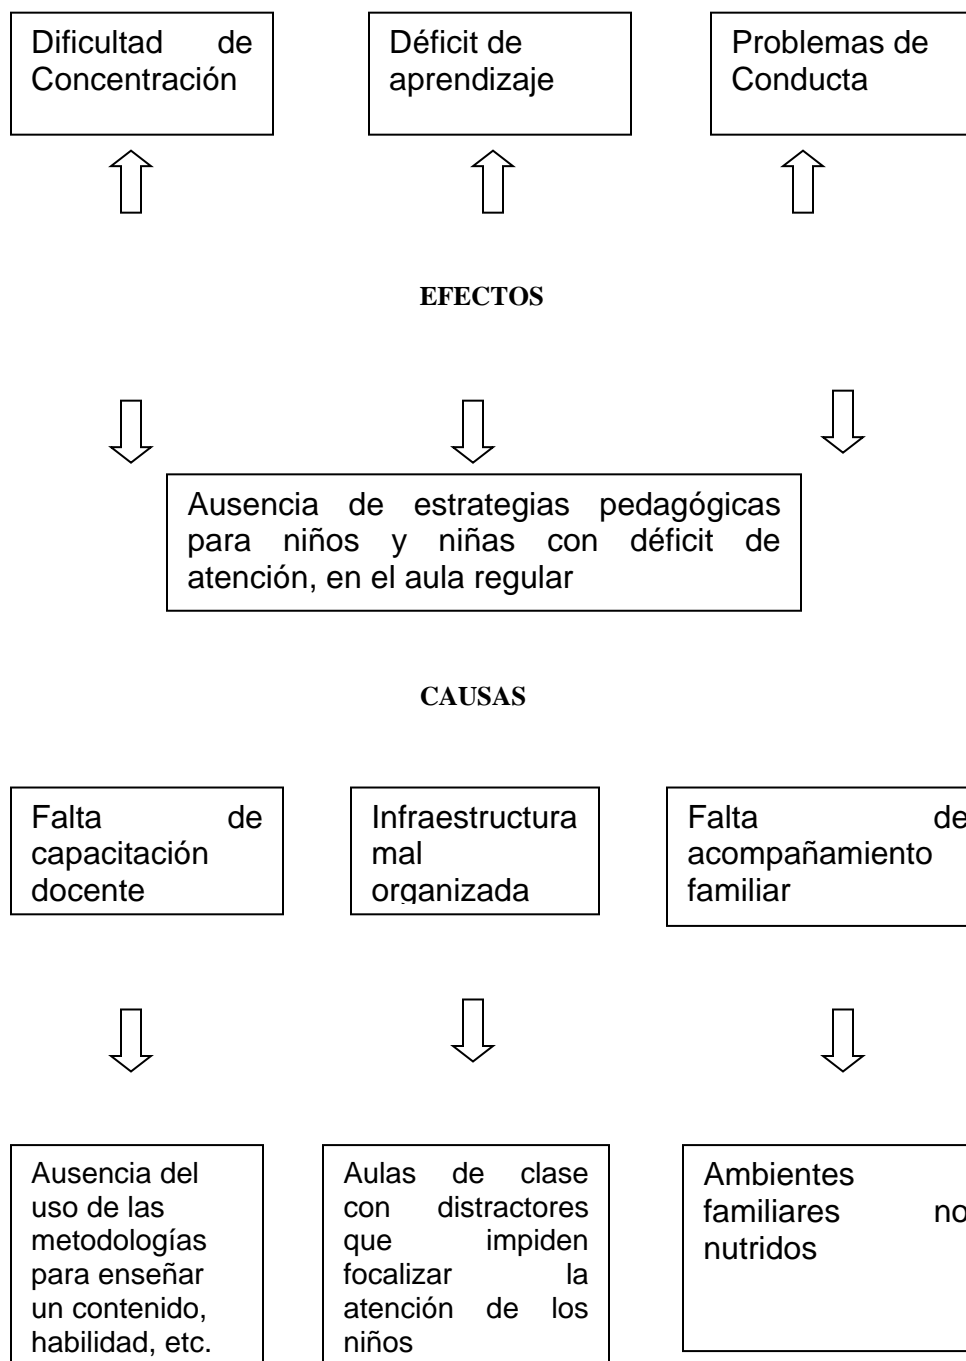 Dificultad de
Concentración
Déficit de
aprendizaje
Problemas de
Conducta
EFECTOS
Ausencia de estrategias pedagógicas
para niños y niñas con déficit de
atención, en el aula regular
CAUSAS
Falta de
capacitación
docente
Infraestructura
mal
organizada
Falta de
acompañamiento
familiar
Ausencia del
uso de las
metodologías
para enseñar
un contenido,
habilidad, etc.
Aulas de clase
con distractores
que impiden
focalizar la
atención de los
niños
Ambientes
familiares no
nutridos